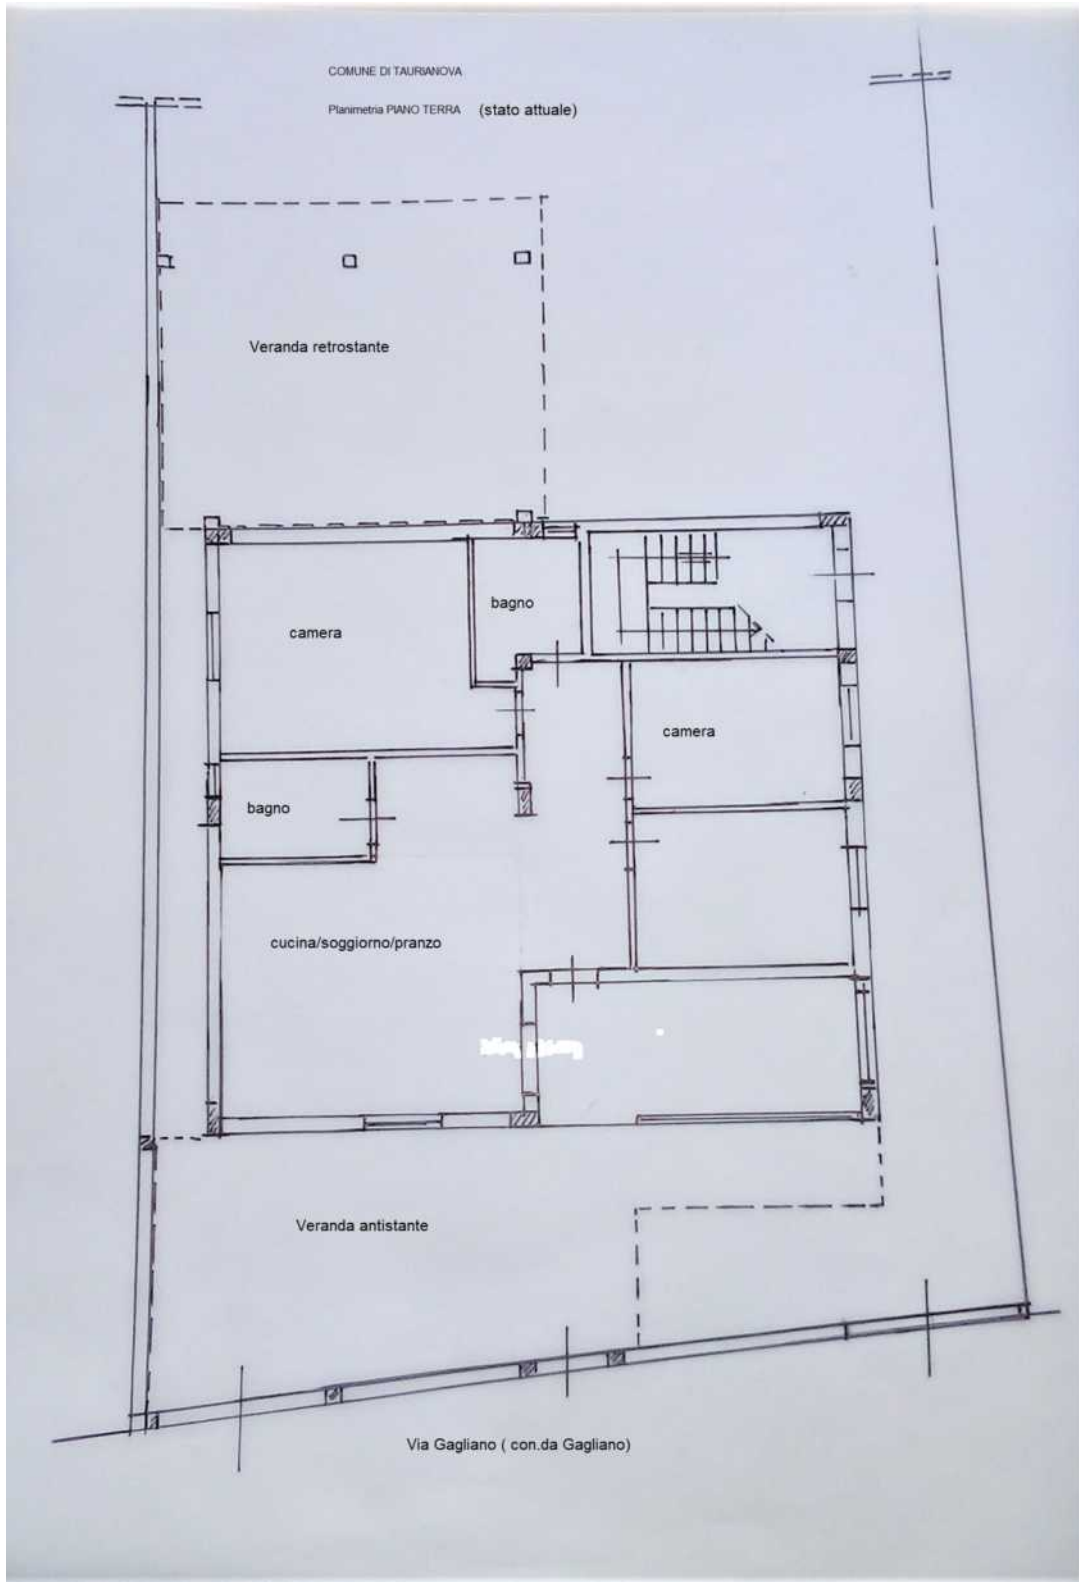 COMUNE DI TAURIANOVA
Planimetria PIANO TERRA (stato attuale)
Veranda retrostante
bagno
camera
camera
bagno
cucina/soggiorno/pranzo
Veranda antistante
Via Gagliano ( con.da Gagliano)